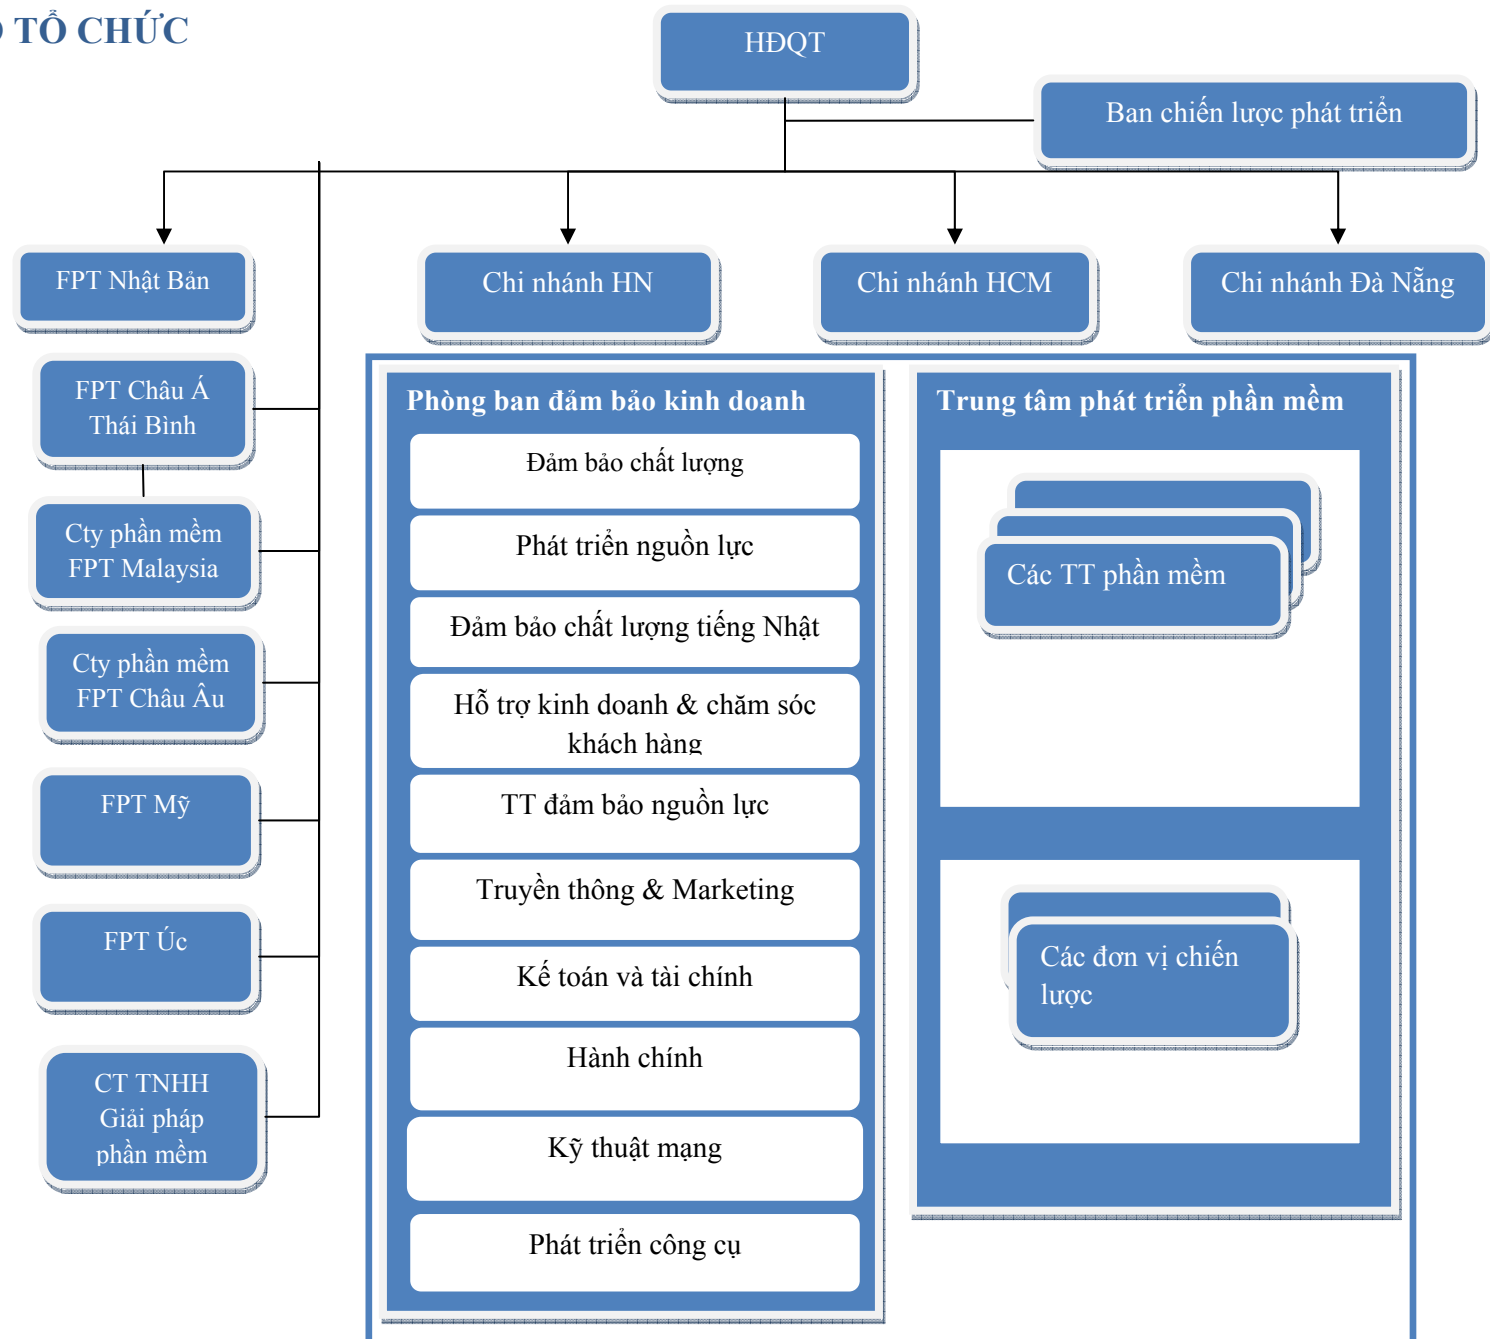 TỔ CHỨC
HĐQT
Ban chiến lược phát triển
FPT Nhật Bản
Chi nhánh HN
Chi nhánh HCM
Chi nhánh Đà Nẵng
FPT Châu Á
Thái Bình
Cty phần mềm
FPT Malaysia
Cty phần mềm
FPT Châu Âu
FPT Mỹ
FPT Úc
CT TNHH
Giải pháp
phần mềm
Phòng ban đảm bảo kinh doanh
Đảm bảo chất lượng
Phát triển nguồn lực
Đảm bảo chất lượng tiếng Nhật
Hỗ trợ kinh doanh & chăm sóc
khách hàng
TT đảm bảo nguồn lực
Truyền thông & Marketing
Kế toán và tài chính
Hành chính
Kỹ thuật mạng
Phát triển công cụ
Trung tâm phát triển phần mềm
Các TT phần mềm
Các đơn vị chiến
lược